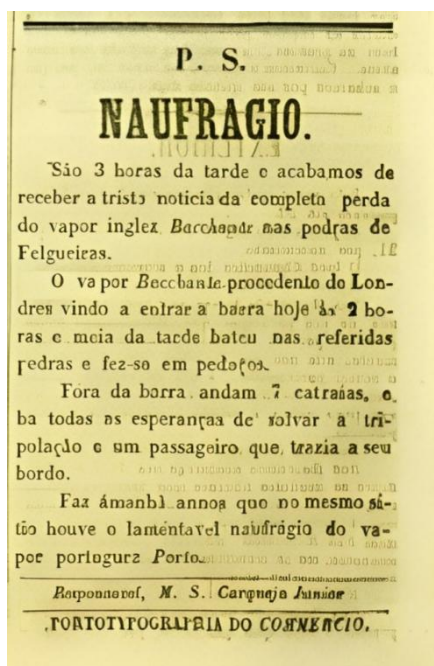 P. S.
NAUFRAGIO.
São 3 horas da tarde e acabamos de
receber a triste noticia da completa perda
do vapor inglez Bacchante nas pedras de
Felgueiras.
O vapor Bacchante procedente de Lon-
dres vindo a entrar a barra hoje ás 2 ho-
ras e meia da tarde bateu nas referidas
pedras e fez-se em pedaços.
Fora da barra andam 7 catraias, e
ha todas as esperanças de salvar a tri-
polação e um passageiro que trazia a seu
bordo.
Faz ámanhã annos que no mesmo si-
tio houve o lamentavel naufrágio do va-
por portuguez Porto.
Responsavel, M. S. Carqueja Junior
PORTO TYPOGRAPHIA DO COMMERCIO.